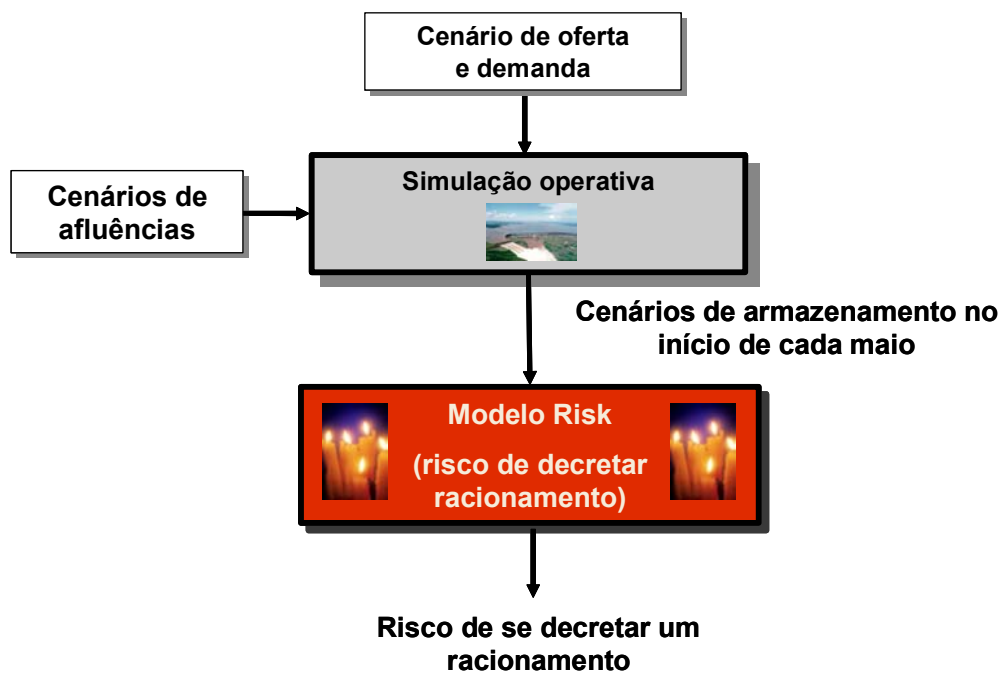 Cenário de oferta
e demanda
Cenários de
afluências
Simulação operativa
Cenários de armazenamento no
início de cada maio
Modelo Risk
(risco de decretar
racionamento)
Risco de se decretar um
racionamento